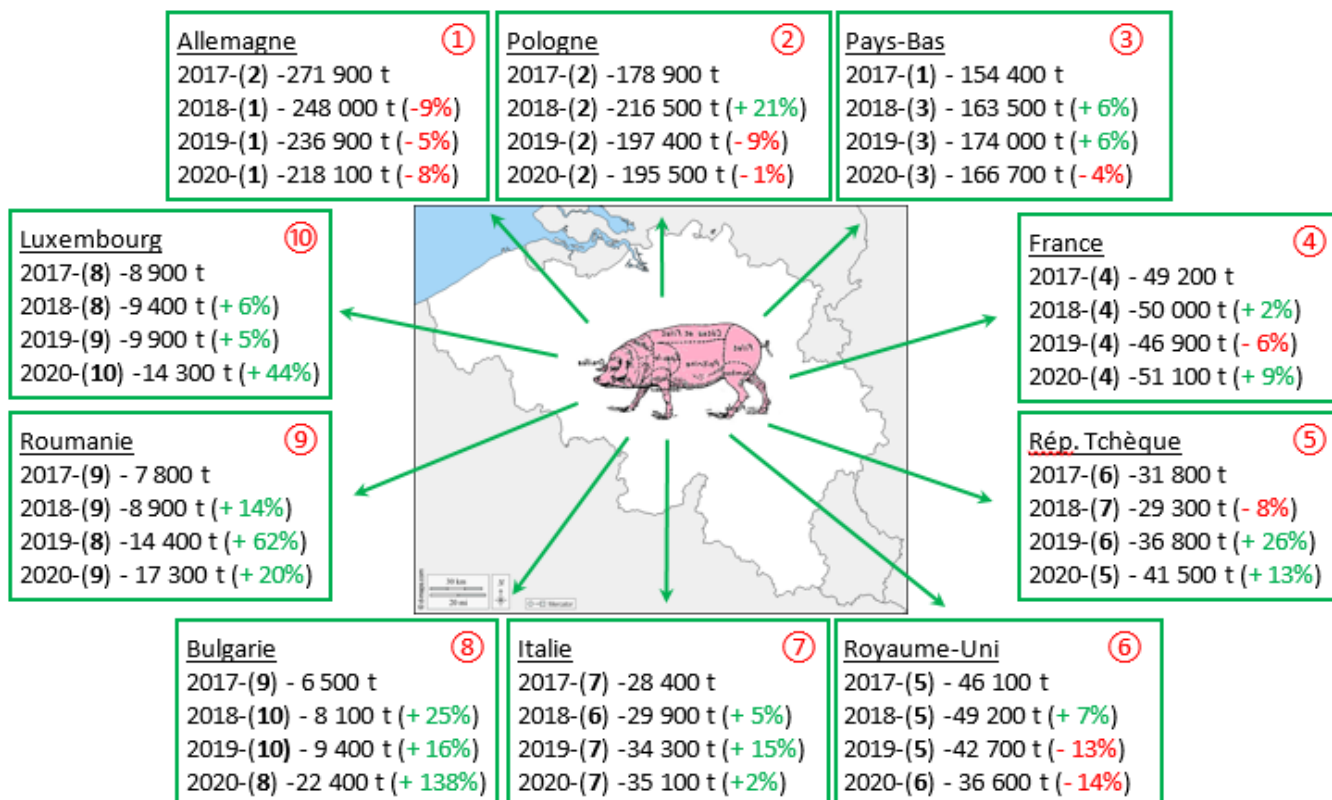 Allemagne ①
2017-(2) -271 900 t
2018-(1) - 248 000 t (-9%)
2019-(1) -236 900 t (- 5%)
2020-(1) -218 100 t (- 8%)
Pologne ②
2017-(2) -178 900 t
2018-(2) -216 500 t (+ 21%)
2019-(2) -197 400 t (- 9%)
2020-(2) - 195 500 t (- 1%)
Pays-Bas ③
2017-(1) - 154 400 t
2018-(3) - 163 500 t (+ 6%)
2019-(3) - 174 000 t (+ 6%)
2020-(3) - 166 700 t (- 4%)
Luxembourg ⑩
2017-(8) -8 900 t
2018-(8) -9 400 t (+ 6%)
2019-(9) -9 900 t (+ 5%)
2020-(10) -14 300 t (+ 44%)
France ④
2017-(4) - 49 200 t
2018-(4) -50 000 t (+ 2%)
2019-(4) -46 900 t (- 6%)
2020-(4) -51 100 t (+ 9%)
Roumanie ⑨
2017-(9) - 7 800 t
2018-(9) -8 900 t (+ 14%)
2019-(8) -14 400 t (+ 62%)
2020-(9) - 17 300 t (+ 20%)
Rép. Tchèque ⑤
2017-(6) -31 800 t
2018-(7) -29 300 t (- 8%)
2019-(6) -36 800 t (+ 26%)
2020-(5) - 41 500 t (+ 13%)
30 km
20 mi
Mercator
Bulgarie ⑧
2017-(9) - 6 500 t
2018-(10) - 8 100 t (+ 25%)
2019-(10) - 9 400 t (+ 16%)
2020-(8) -22 400 t (+ 138%)
Italie ⑦
2017-(7) -28 400 t
2018-(6) -29 900 t (+ 5%)
2019-(7) -34 300 t (+ 15%)
2020-(7) -35 100 t (+2%)
Royaume-Uni ⑥
2017-(5) - 46 100 t
2018-(5) -49 200 t (+ 7%)
2019-(5) -42 700 t (- 13%)
2020-(6) - 36 600 t (- 14%)